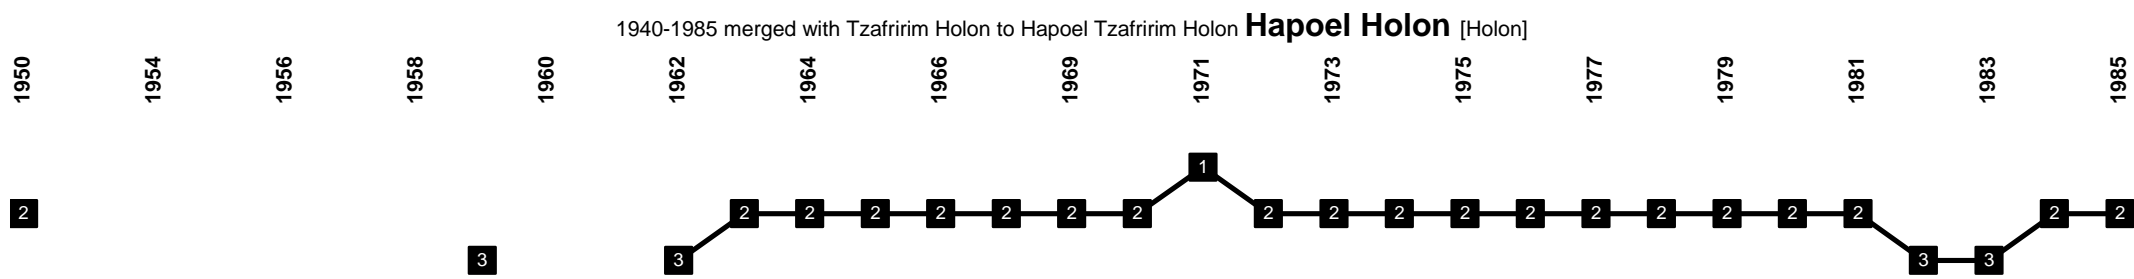 1940-1985 merged with Tzafririm Holon to Hapoel Tzafririm Holon Hapoel Holon [Holon]
1950 1954 1956 1958 1960 1962 1964 1966 1969 1971 1973 1975 1977 1979 1981 1983 1985
1
2 2 2 2 2 2 2 2 2 2 2 2 2 2 2 2 2 2 2 2
3 3 3 3